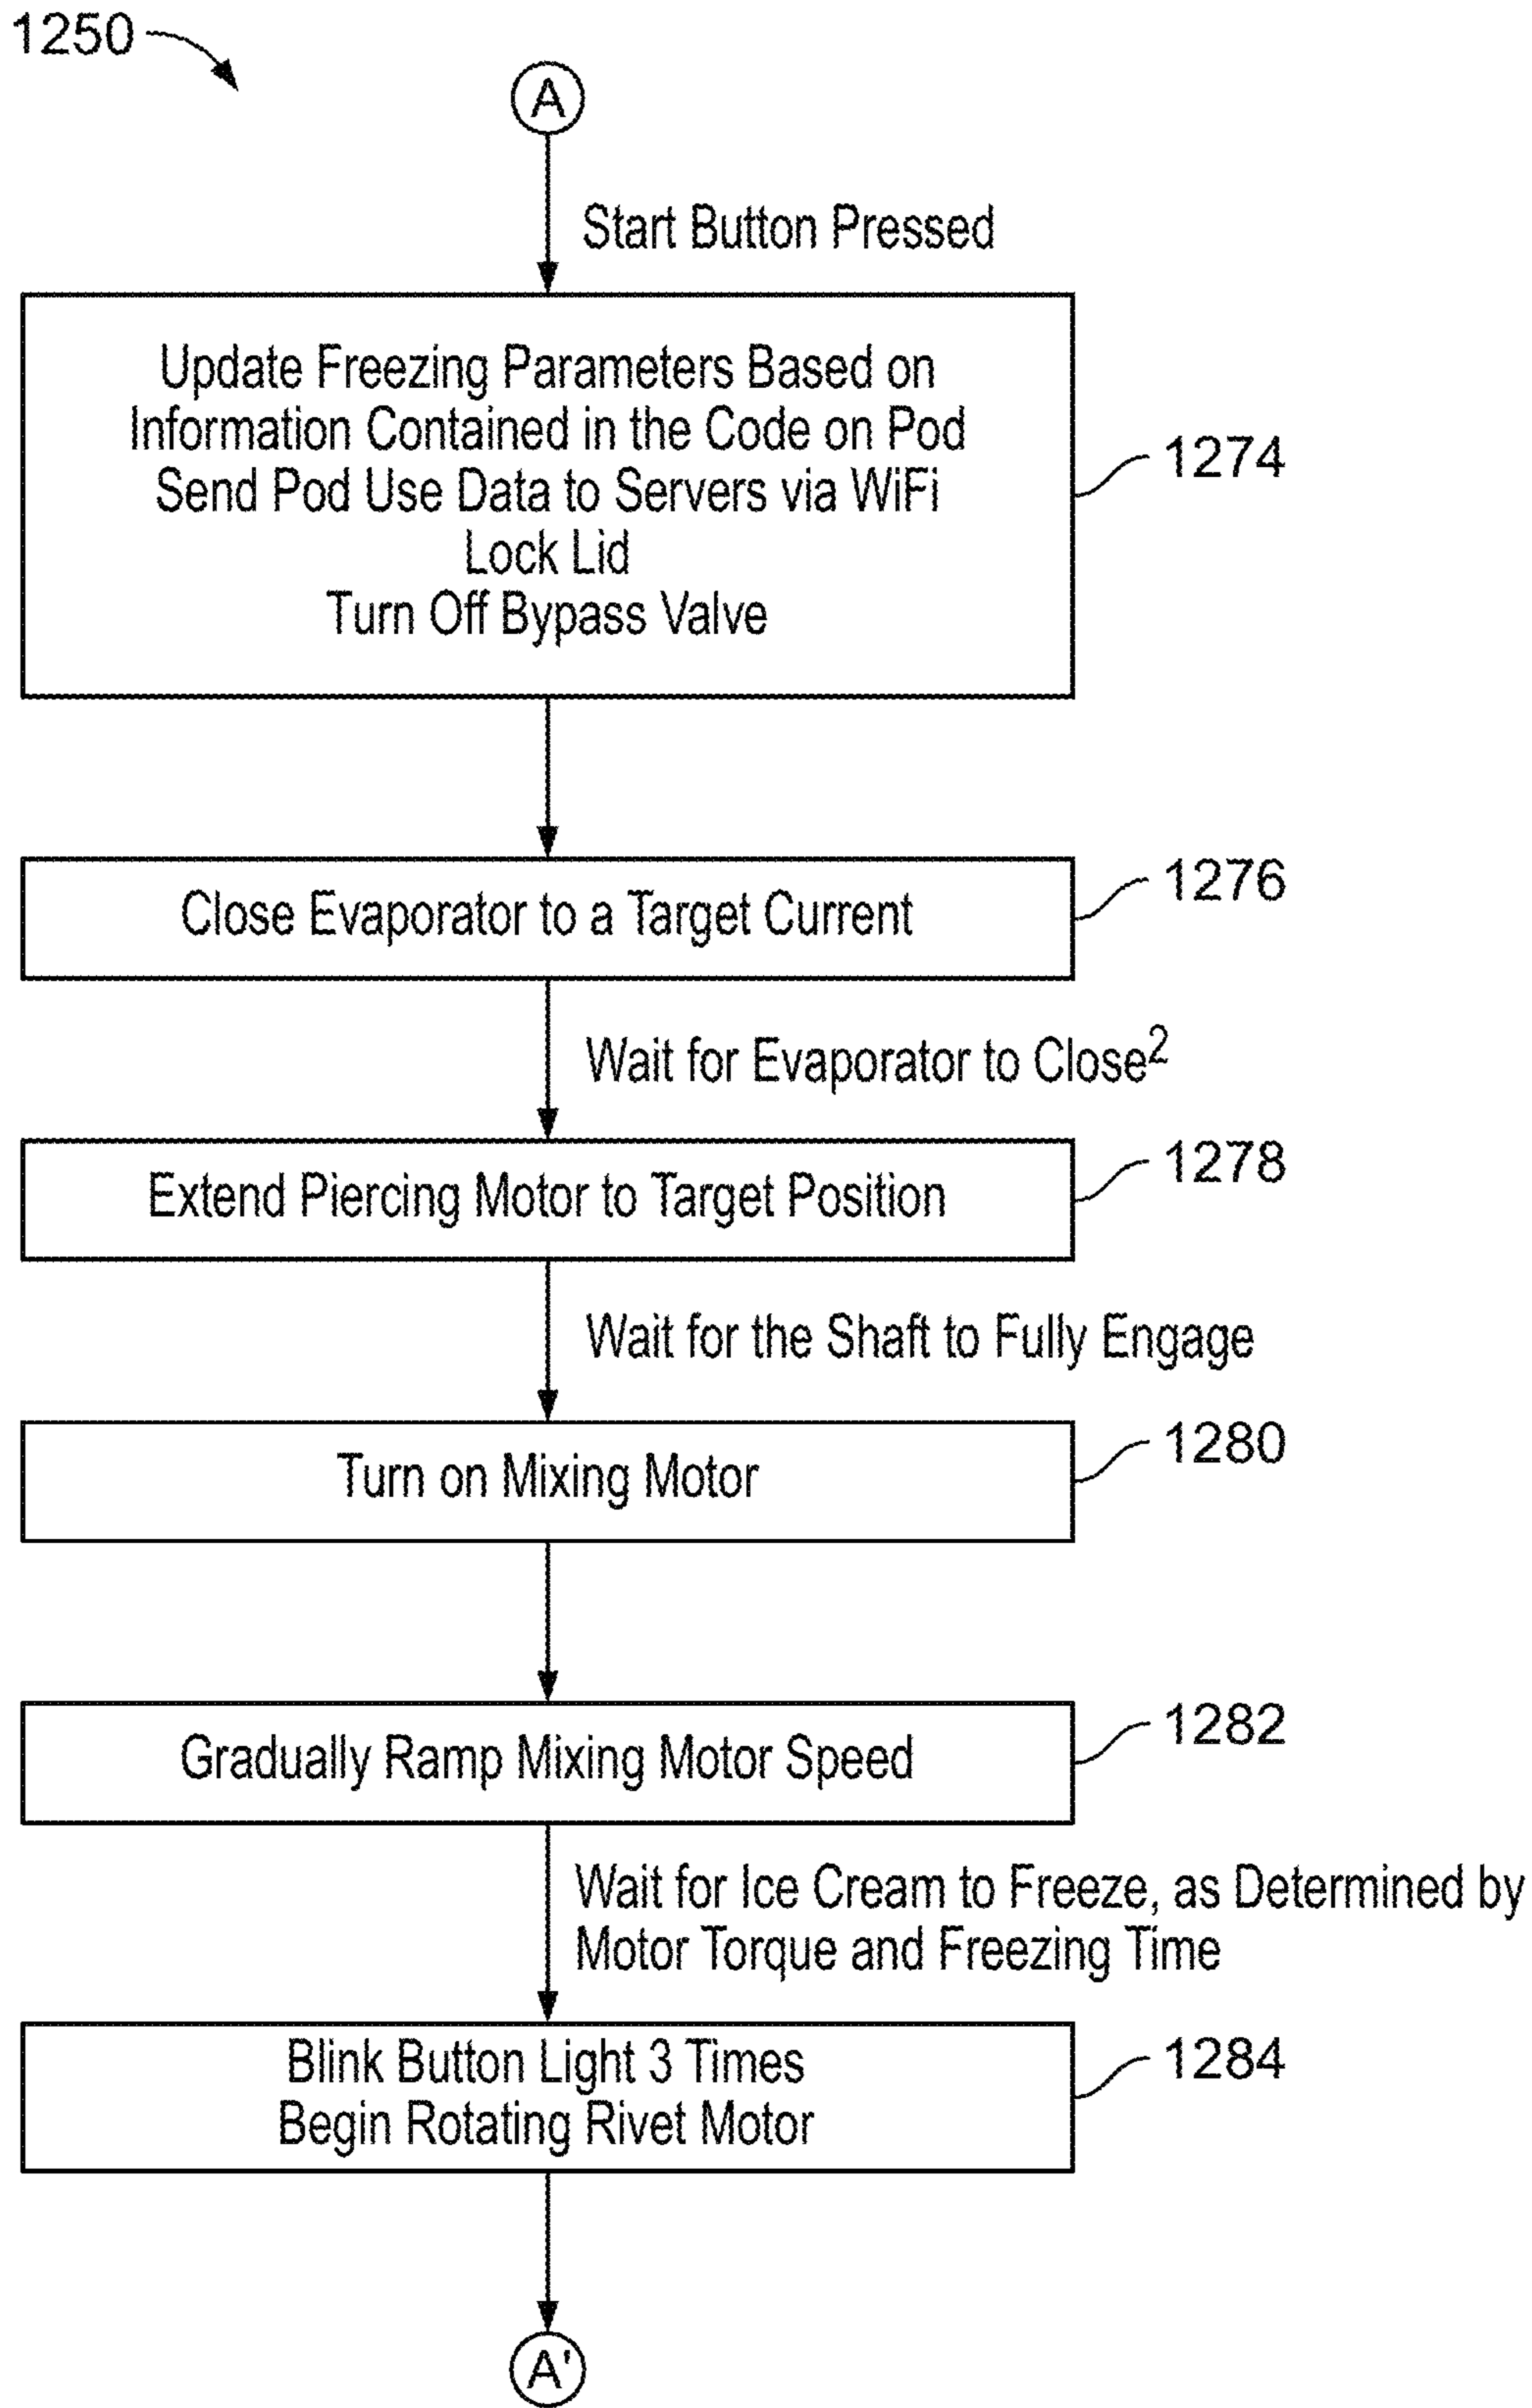 1250
A
Start Button Pressed
Update Freezing Parameters Based on
Information Contained in the Code on Pod
Send Pod Use Data to Servers via WiFi
Lock Lid
Turn Off Bypass Valve
1274
Close Evaporator to a Target Current
1276
Wait for Evaporator to Close²
Extend Piercing Motor to Target Position
1278
Wait for the Shaft to Fully Engage
Turn on Mixing Motor
1280
Gradually Ramp Mixing Motor Speed
1282
Wait for Ice Cream to Freeze, as Determined by
Motor Torque and Freezing Time
Blink Button Light 3 Times
Begin Rotating Rivet Motor
1284
A'